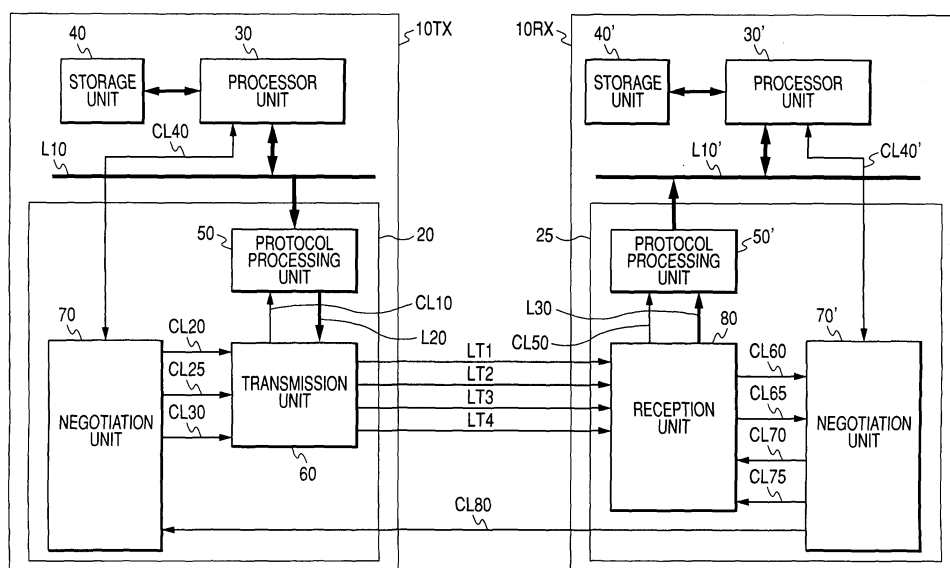 40
30
10TX
STORAGE
UNIT
PROCESSOR
UNIT
CL40
L10
50
PROTOCOL
PROCESSING
UNIT
20
CL10
L20
70
CL20
CL25
CL30
NEGOTIATION
UNIT
TRANSMISSION
UNIT
60
LT1
LT2
LT3
LT4
CL80
10RX
40'
30'
STORAGE
UNIT
PROCESSOR
UNIT
L10'
CL40'
25
PROTOCOL
PROCESSING
UNIT
50'
L30
CL50
80
70'
RECEPTION
UNIT
CL60
CL65
CL70
CL75
NEGOTIATION
UNIT